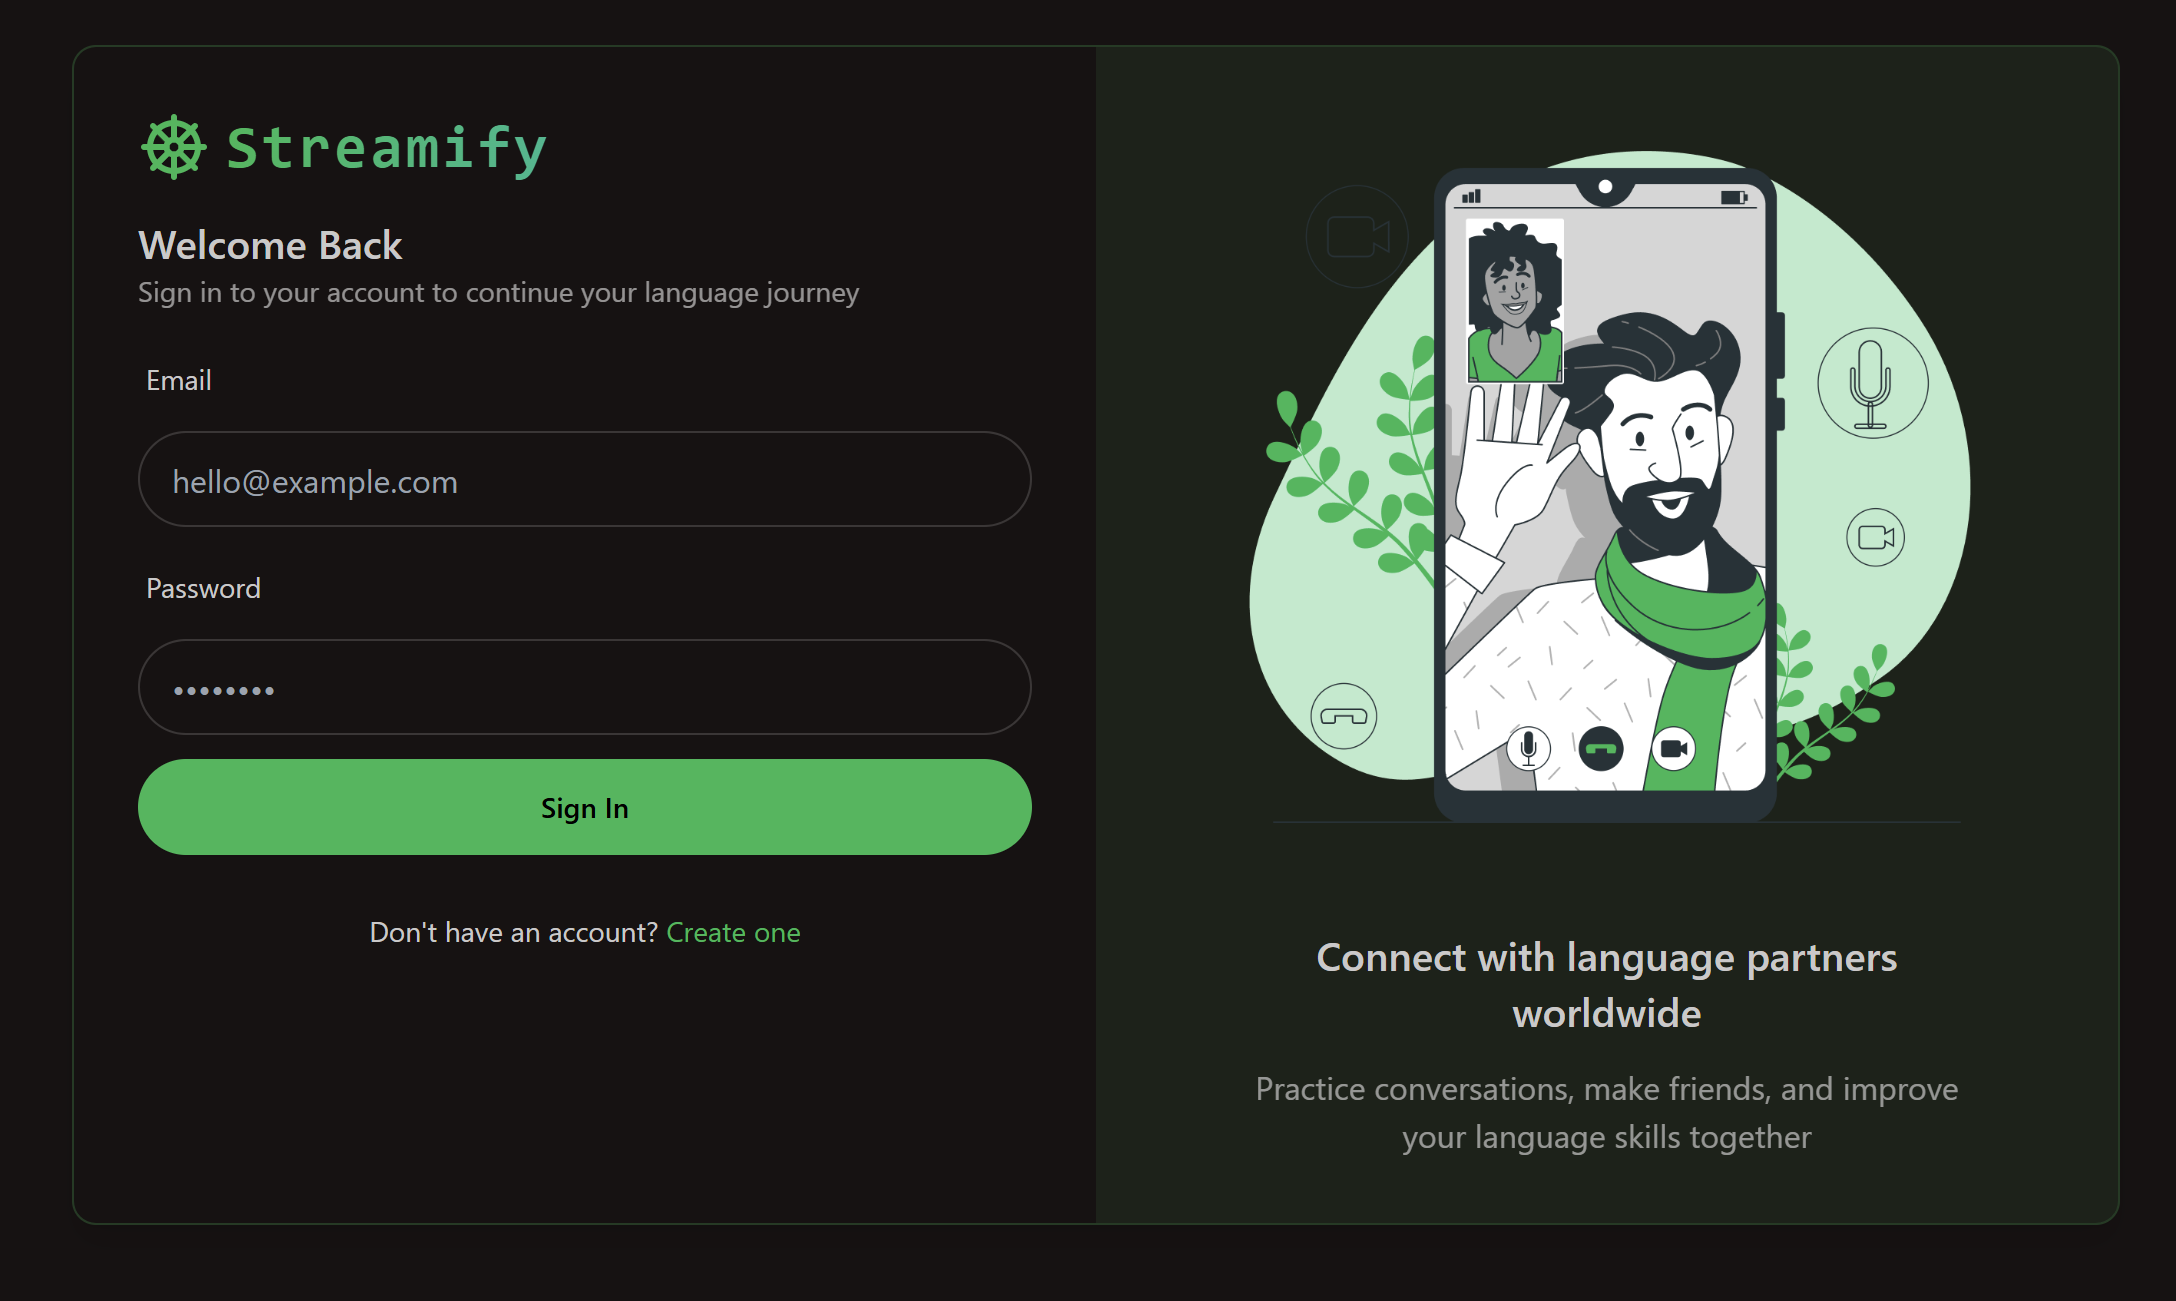 Streamify
Welcome Back
Sign in to your account to continue your language journey
Email
hello@example.com
Password
••••••••
Sign In
Don't have an account? Create one
Connect with language partners
worldwide
Practice conversations, make friends, and improve
your language skills together